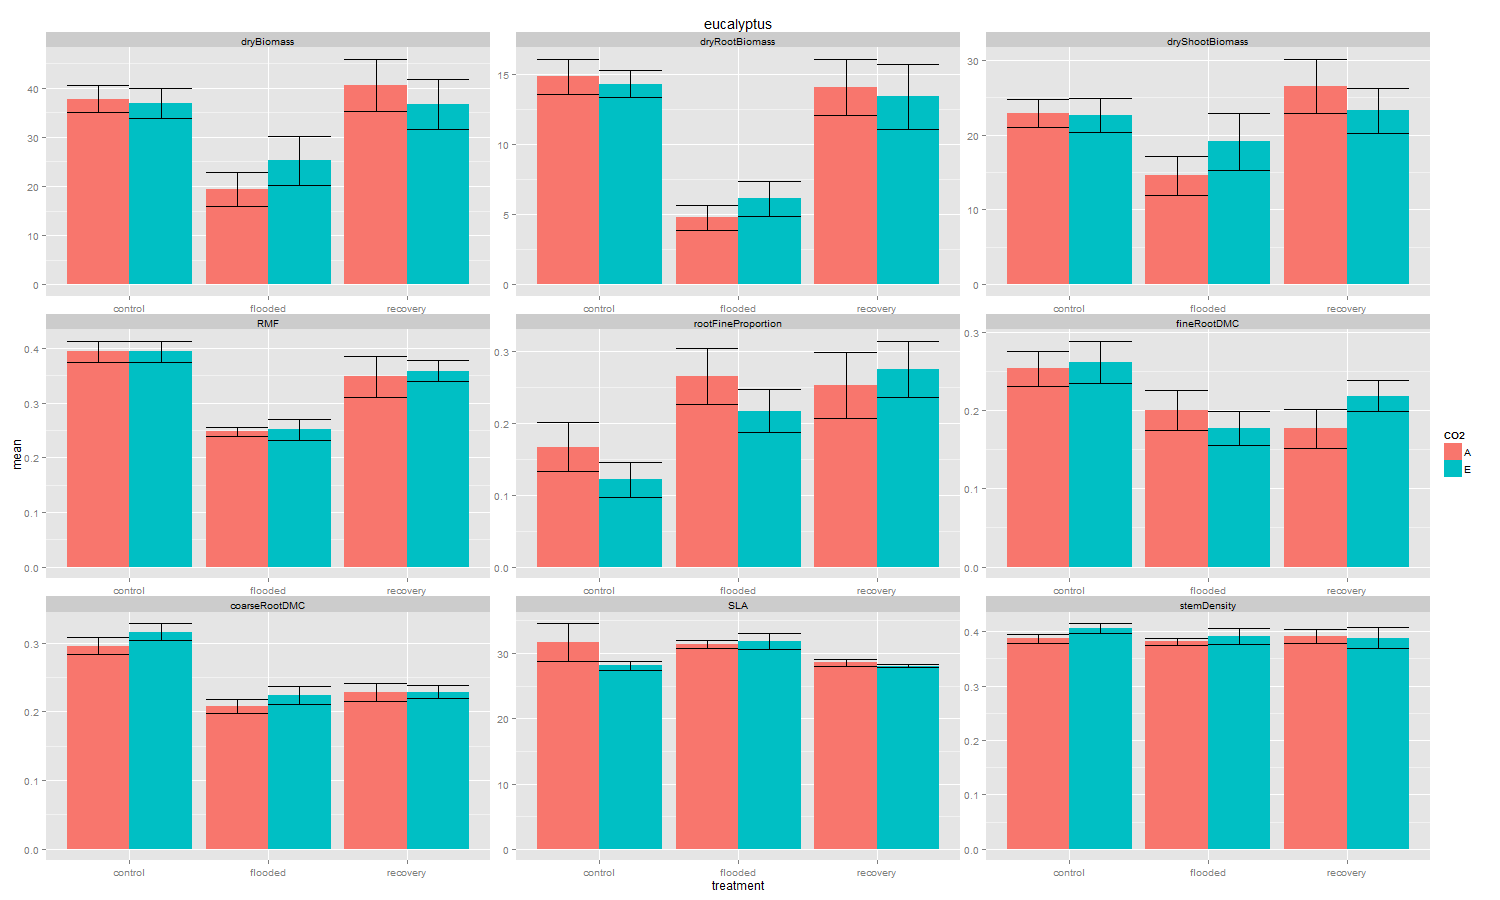 eucalyptus
dryBiomass
dryRootBiomass
dryShootBiomass
40
30
20
10
0
15
10
5
0
30
20
10
0
control flooded recovery
control flooded recovery
control flooded recovery
RMF
rootFineProportion
fineRootDMC
0.4
0.3
0.2
0.1
0.0
0.3
0.2
0.1
0.0
0.3
0.2
0.1
0.0
mean
CO2
A
E
control flooded recovery
control flooded recovery
control flooded recovery
coarseRootDMC
SLA
stemDensity
0.3
0.2
0.1
0.0
30
20
10
0
0.4
0.3
0.2
0.1
0.0
control flooded recovery
control flooded recovery
control flooded recovery
treatment